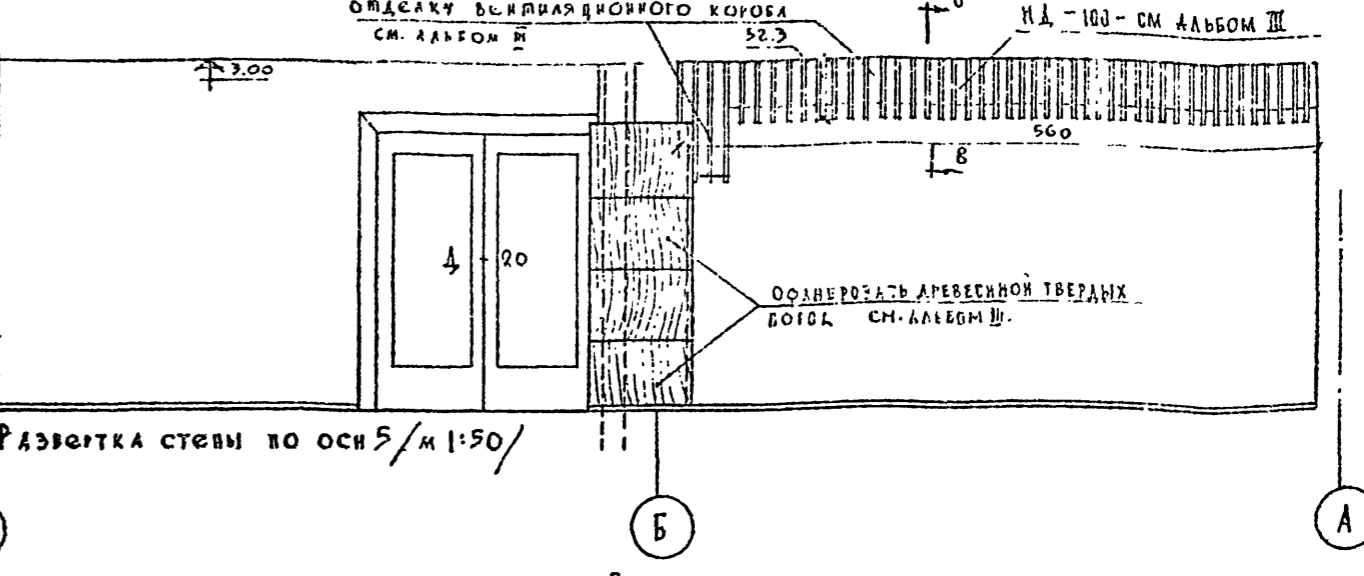 ОТДЕЛКУ ВЕНТИЛЯЦИОННОГО КОРОБА
СМ. АЛЬБОМ III
52.3
НД - 100 - СМ АЛЬБОМ III
3.00
560
В
Д - 20
ОФАНЕРОВАТЬ ДРЕВЕСИНОЙ ТВЕРДЫХ
ПОРОД СМ. АЛЬБОМ III.
РАЗВЕРТКА СТЕНЫ ПО ОСИ 5 /М 1:50/
Б
А